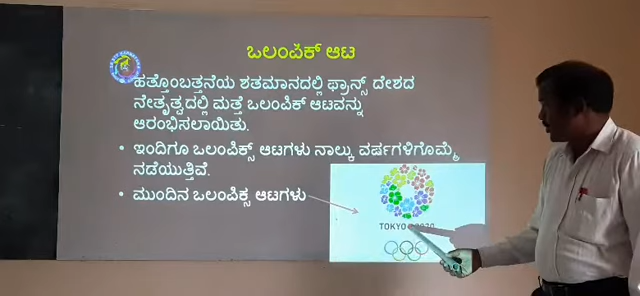 ಒಲಂಪಿಕ್ ಆಟ
ಹತ್ತೊಂಬತ್ತನೆಯ ಶತಮಾನದಲ್ಲಿ ಫ್ರಾನ್ಸ್ ದೇಶದ
ನೇತೃತ್ವದಲ್ಲಿ ಮತ್ತೆ ಒಲಂಪಿಕ್ ಆಟವನ್ನು
ಆರಂಭಿಸಲಾಯಿತು.
• ಇಂದಿಗೂ ಒಲಂಪಿಕ್ಸ್ ಆಟಗಳು ನಾಲ್ಕು ವರ್ಷಗಳಿಗೊಮ್ಮೆ
ನಡೆಯುತ್ತಿವೆ.
• ಮುಂದಿನ ಒಲಂಪಿಕ್ಸ ಆಟಗಳು
TOKYO 2020